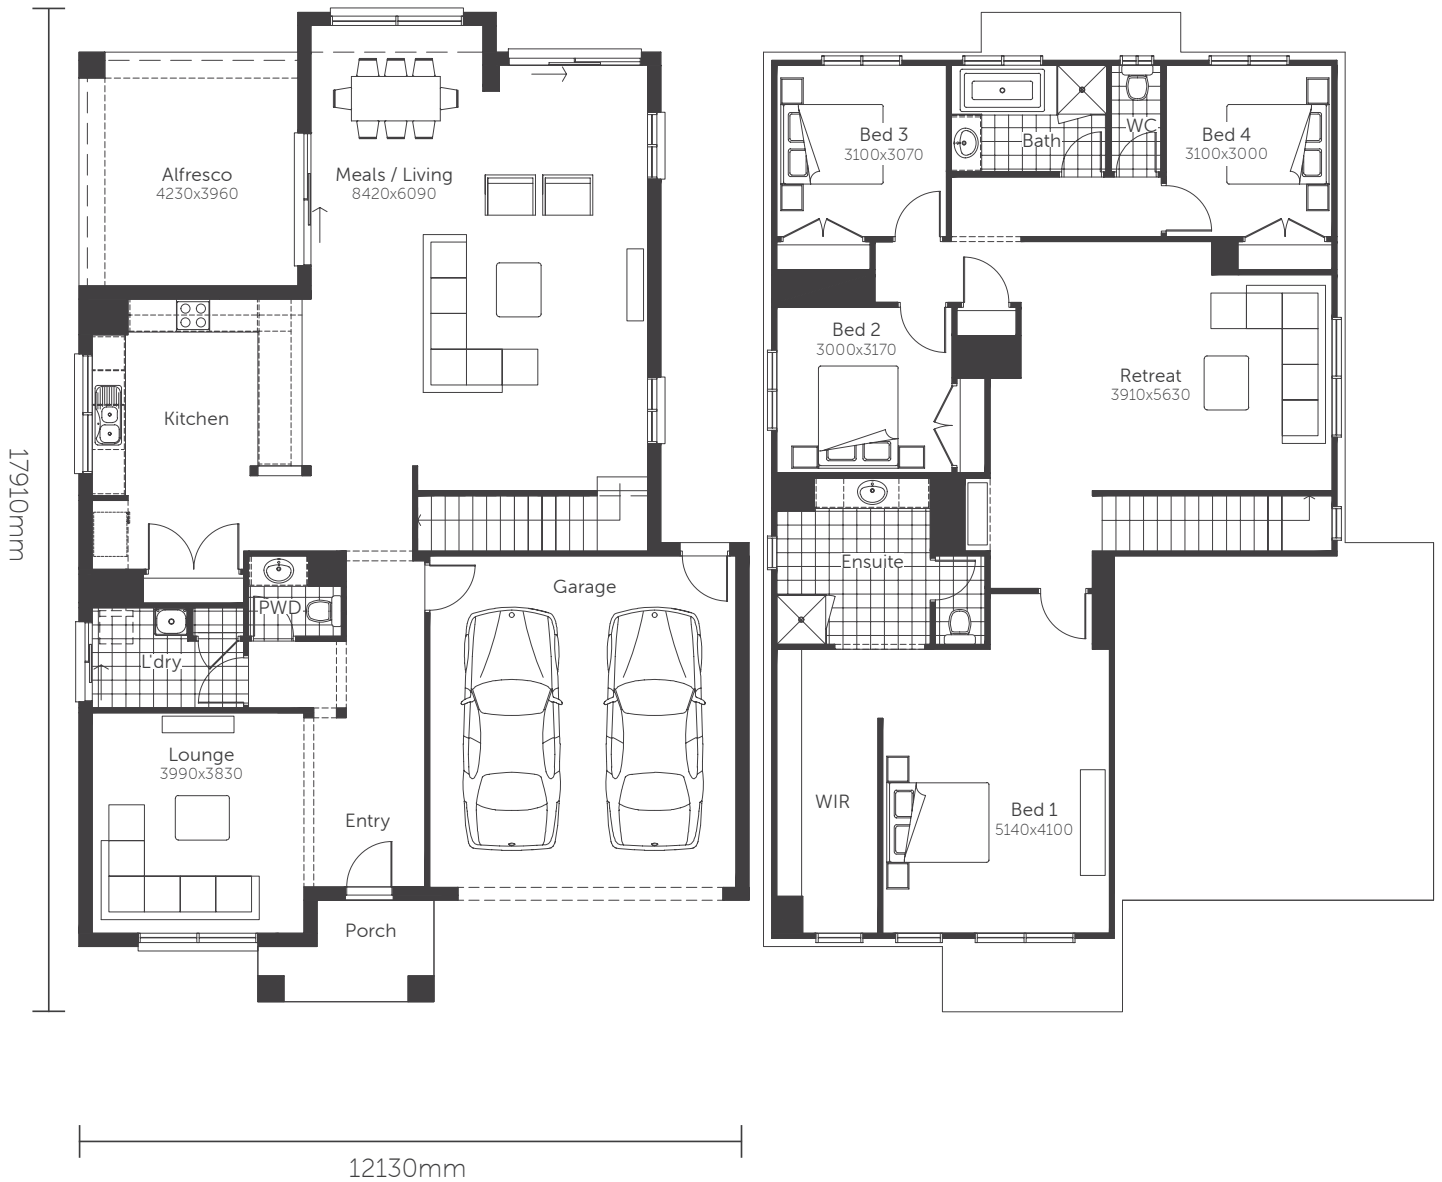 Alfresco
4230x3960
Meals / Living
8420x6090
Kitchen
PWD
L'dry
Garage
Lounge
3990x3830
Entry
Porch
17910mm
12130mm
Bed 3
3100x3070
Bath
WC
Bed 4
3100x3000
Bed 2
3000x3170
Retreat
3910x5630
Ensuite
WIR
Bed 1
5140x4100